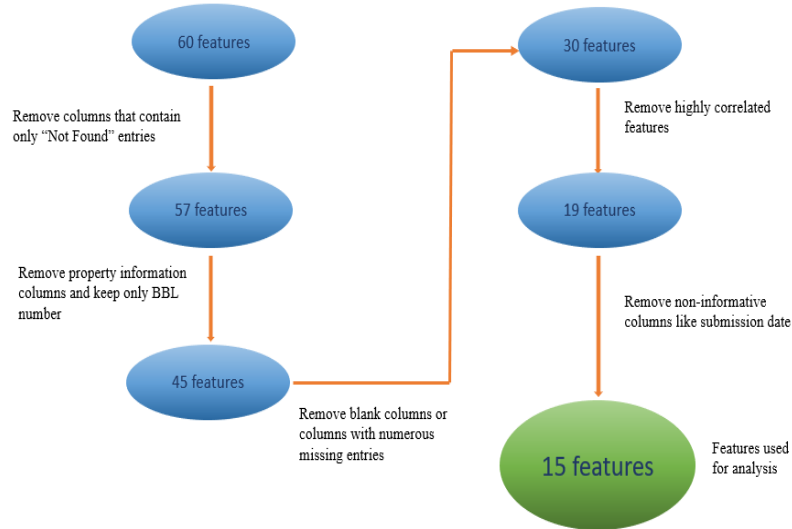 60 features
Remove columns that contain
only “Not Found” entries
57 features
Remove property information
columns and keep only BBL
number
45 features
Remove blank columns or
columns with numerous
missing entries
30 features
Remove highly correlated
features
19 features
Remove non-informative
columns like submission date
15 features
Features used
for analysis